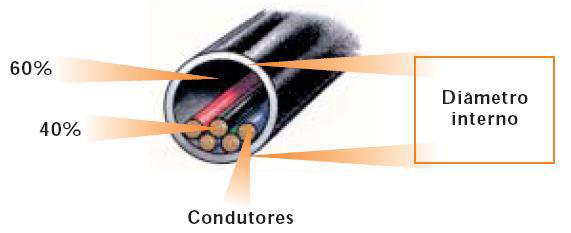 60%
40%
Diâmetro
interno
Condutores